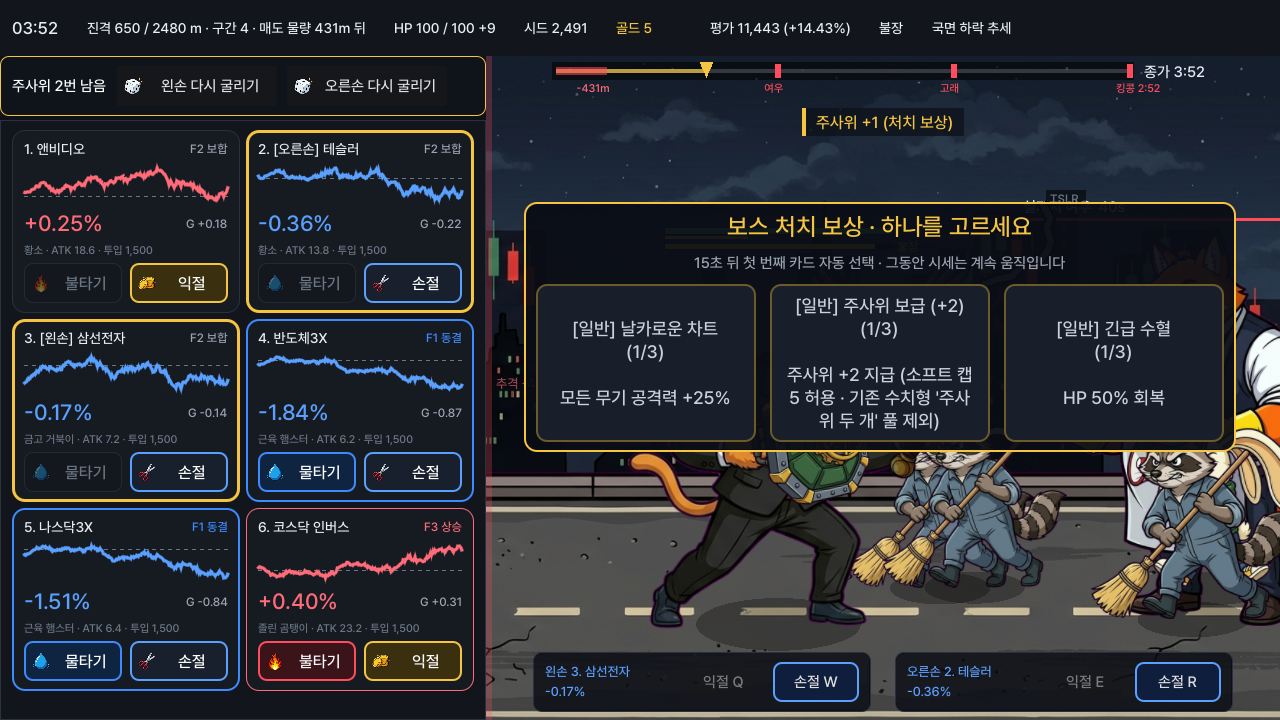 03:52 진격 650 / 2480 m · 구간 4 · 매도 물량 431m 뒤 HP 100 / 100 +9 시드 2,491 골드 5 평가 11,443 (+14.43%) 불장 국면 하락 추세
주사위 2번 남음 왼손 다시 굴리기 오른손 다시 굴리기
1. 앤비디오 F2 보합
+0.25% G +0.18
황소 · ATK 18.6 · 투입 1,500
불타기 익절
2. [오른손] 테슬러 F2 보합
-0.36% G -0.22
황소 · ATK 13.8 · 투입 1,500
물타기 손절
3. [왼손] 삼선전자 F2 보합
-0.17% G -0.14
금고 거북이 · ATK 7.2 · 투입 1,500
물타기 손절
4. 반도체3X F1 동결
-1.84% G -0.87
근육 햄스터 · ATK 6.2 · 투입 1,500
물타기 손절
5. 나스닥3X F1 동결
-1.51% G -0.84
근육 햄스터 · ATK 6.4 · 투입 1,500
물타기 손절
6. 코스닥 인버스 F3 상승
+0.40% G +0.31
졸린 곰탱이 · ATK 23.2 · 투입 1,500
불타기 익절
종가 3:52
-431m 여우 고래 킹콩 2:52
주사위 +1 (처치 보상)
TSLR
보스 처치 보상 · 하나를 고르세요
15초 뒤 첫 번째 카드 자동 선택 · 그동안 시세는 계속 움직입니다
[일반] 날카로운 차트
(1/3)
모든 무기 공격력 +25%
[일반] 주사위 보급 (+2)
(1/3)
주사위 +2 지급 (소프트 캡
5 허용 · 기존 수치형 '주사
위 두 개' 풀 제외)
[일반] 긴급 수혈
(1/3)
HP 50% 회복
추격
왼손 3. 삼선전자
-0.17%
익절 Q 손절 W
오른손 2. 테슬러
-0.36%
익절 E 손절 R